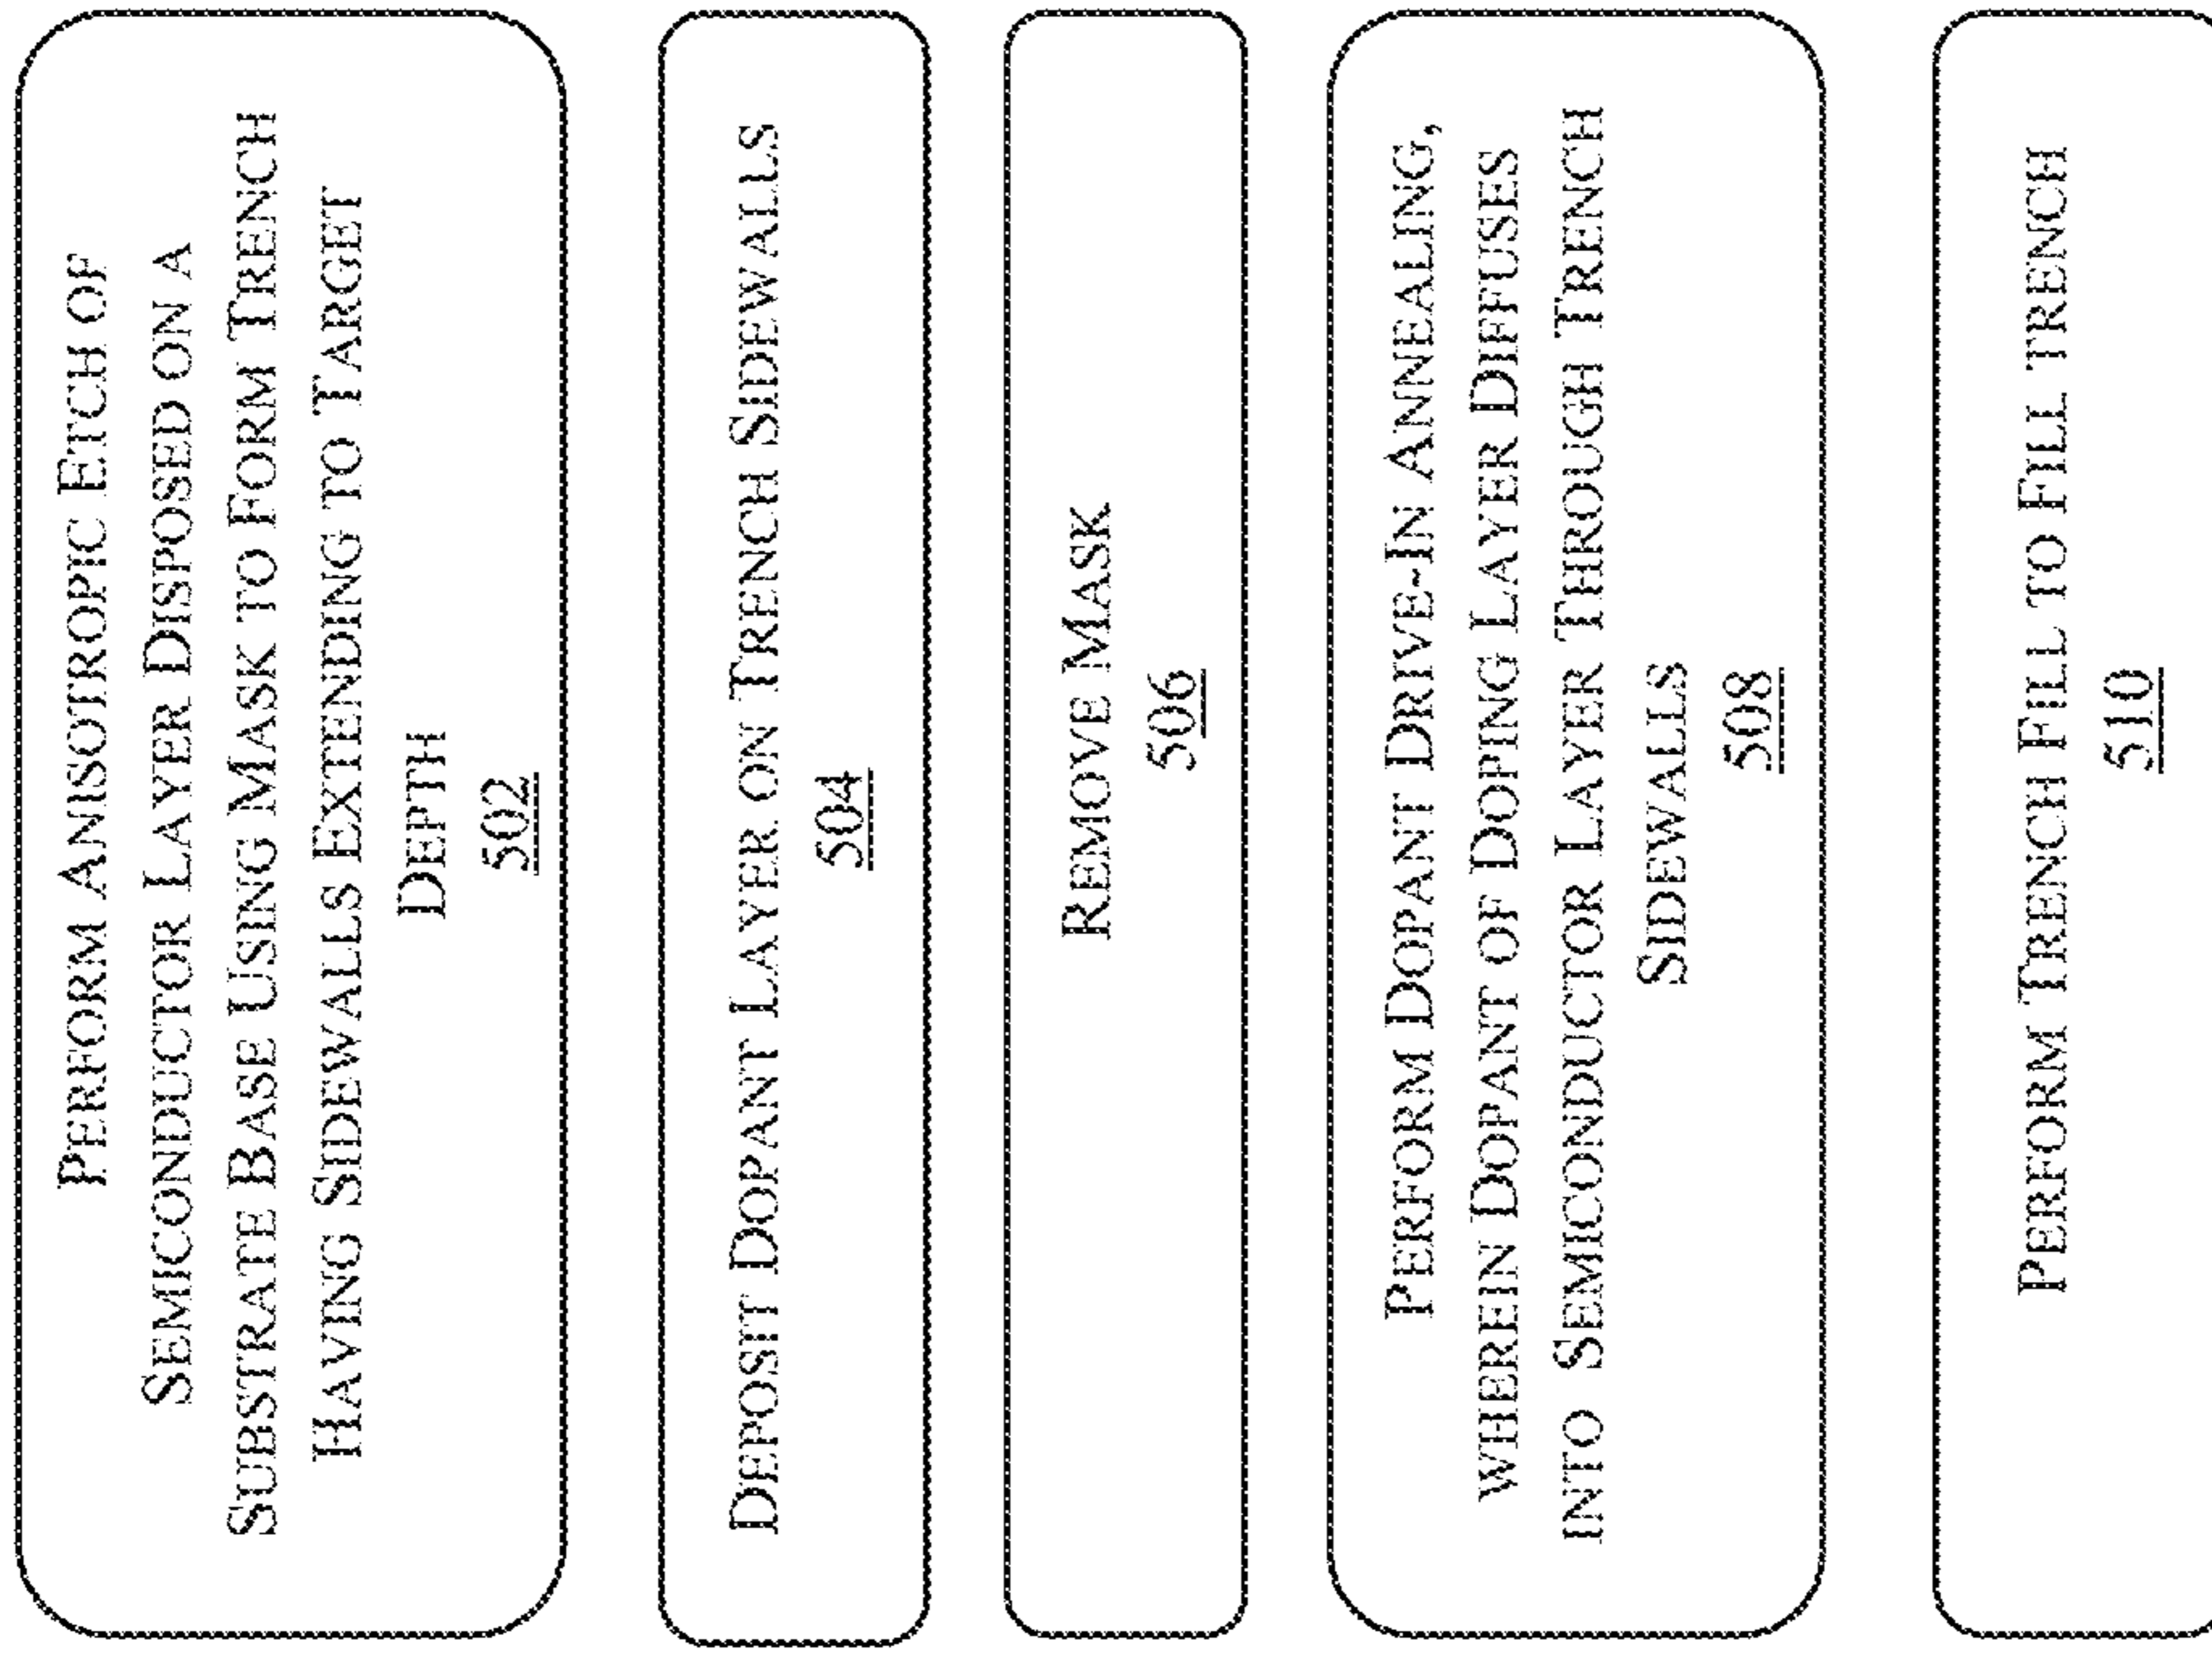 PERFORM ANISOTROPIC ETCH OF
SEMICONDUCTOR LAYER DISPOSED ON A
SUBSTRATE BASE USING MASK TO FORM TRENCH
HAVING SIDEWALLS EXTENDING TO TARGET
DEPTH
502
DEPOSIT DOPANT LAYER ON TRENCH SIDEWALLS
504
REMOVE MASK
506
PERFORM DOPANT DRIVE-IN ANNEALING,
WHEREIN DOPANT OF DOPING LAYER DIFFUSES
INTO SEMICONDUCTOR LAYER THROUGH TRENCH
SIDEWALLS
508
PERFORM TRENCH FILL TO FILL TRENCH
510